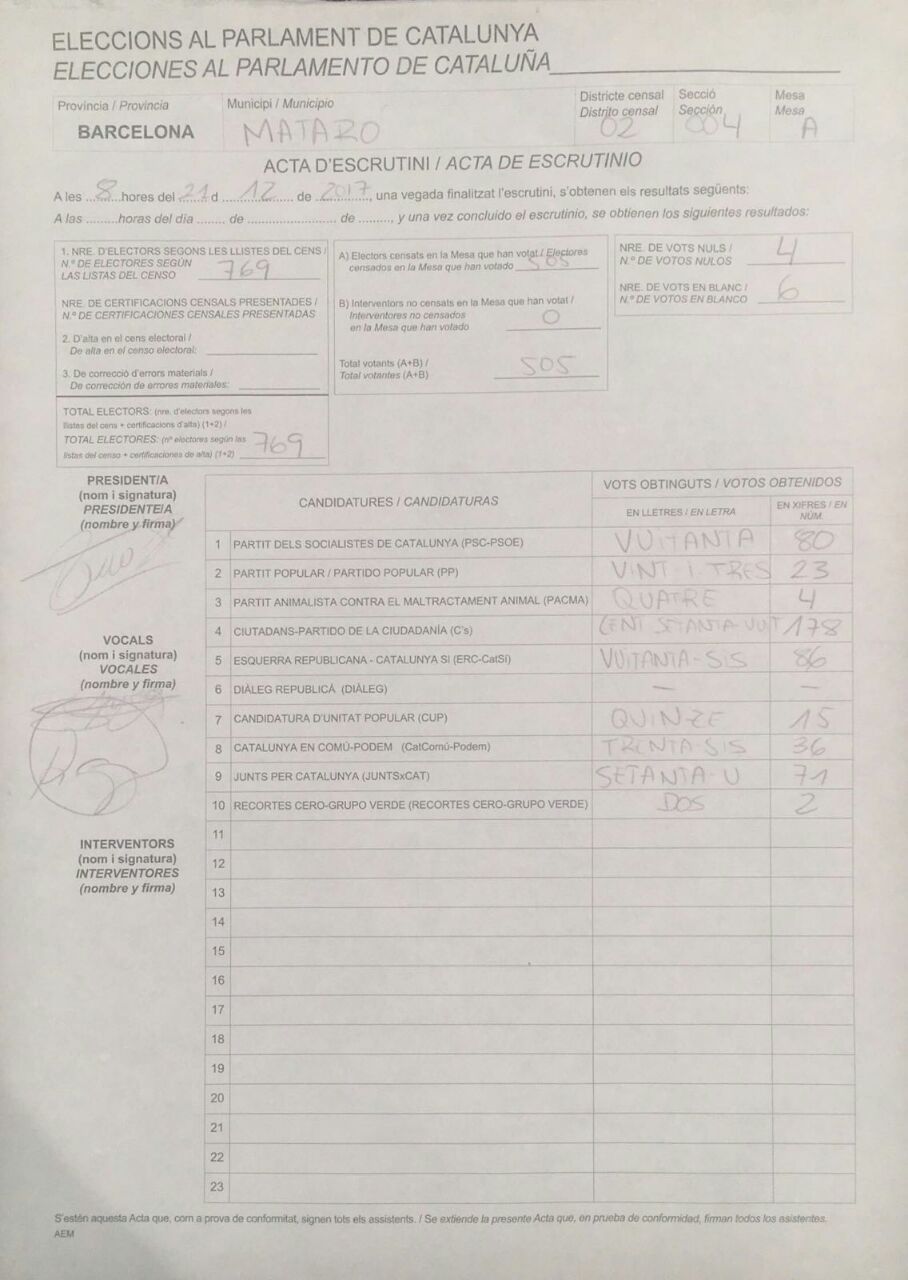 ELECCIONS AL PARLAMENT DE CATALUNYA
ELECCIONES AL PARLAMENTO DE CATALUÑA
Provincia / Provincia
BARCELONA
Municipi / Municipio
MATARO
Districte censal
Distrito censal
02
Secció
Sección
004
Mesa
Mesa
A
ACTA D'ESCRUTINI / ACTA DE ESCRUTINIO
A les ...8...hores del 21 d ...12... de 2017, una vegada finalitzat l'escrutini, s'obtenen els resultats següents:
A las .........horas del día ........ de ......................... de ........., y una vez concluido el escrutinio, se obtienen los siguientes resultados:
1. NRE. D'ELECTORS SEGONS LES LLISTES DEL CENS /
N.º DE ELECTORES SEGÚN
LAS LISTAS DEL CENSO 769
NRE. DE CERTIFICACIONS CENSALS PRESENTADES /
N.º DE CERTIFICACIONES CENSALES PRESENTADAS
2. D'alta en el cens electoral /
De alta en el censo electoral:
3. De correcció d'errors materials /
De corrección de errores materiales:
TOTAL ELECTORS: (nre. d'electors segons les
llistes del cens + certificacions d'alta) (1+2) /
TOTAL ELECTORES: (nº electores según las
listas del censo + certificaciones de alta) (1+2) 769
A) Electors censats en la Mesa que han votat / Electores
censados en la Mesa que han votado 505
B) Interventors no censats en la Mesa que han votat /
Interventores no censados
en la Mesa que han votado 0
Total votants (A+B) /
Total votantes (A+B) 505
NRE. DE VOTS NULS /
N.º DE VOTOS NULOS 4
NRE. DE VOTS EN BLANC /
N.º DE VOTOS EN BLANCO 6
PRESIDENT/A
(nom i signatura)
PRESIDENTE/A
(nombre y firma)
VOCALS
(nom i signatura)
VOCALES
(nombre y firma)
INTERVENTORS
(nom i signatura)
INTERVENTORES
(nombre y firma)
CANDIDATURES / CANDIDATURAS
VOTS OBTINGUTS / VOTOS OBTENIDOS
EN LLETRES / EN LETRA
EN XIFRES / EN NÚM.
1 PARTIT DELS SOCIALISTES DE CATALUNYA (PSC-PSOE) VUITANTA 80
2 PARTIT POPULAR / PARTIDO POPULAR (PP) VINT-I-TRES 23
3 PARTIT ANIMALISTA CONTRA EL MALTRACTAMENT ANIMAL (PACMA) QUATRE 4
4 CIUTADANS-PARTIDO DE LA CIUDADANÍA (C's) CENT SETANTA-VUIT 178
5 ESQUERRA REPUBLICANA - CATALUNYA SI (ERC-CatSí) VUITANTA-SIS 86
6 DIÀLEG REPUBLICÀ (DIÀLEG) — —
7 CANDIDATURA D'UNITAT POPULAR (CUP) QUINZE 15
8 CATALUNYA EN COMÚ-PODEM (CatComú-Podem) TRENTA-SIS 36
9 JUNTS PER CATALUNYA (JUNTSxCAT) SETANTA-U 71
10 RECORTES CERO-GRUPO VERDE (RECORTES CERO-GRUPO VERDE) DOS 2
11
12
13
14
15
16
17
18
19
20
21
22
23
S'estén aquesta Acta que, com a prova de conformitat, signen tots els assistents. / Se extiende la presente Acta que, en prueba de conformidad, firman todos los asistentes.
AEM